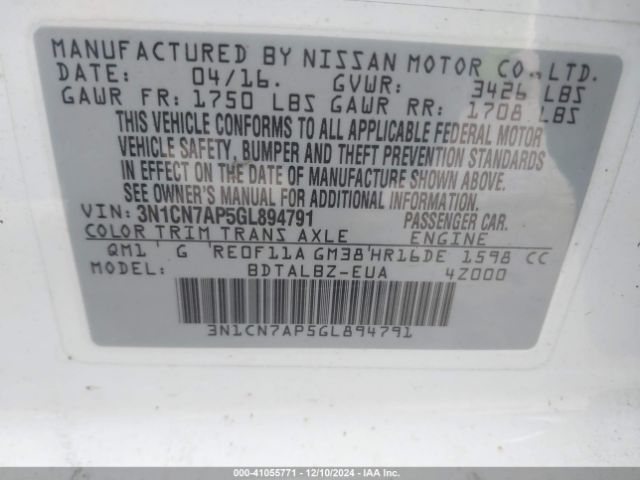 MANUFACTURED BY NISSAN MOTOR CO., LTD.
DATE: 04/16. GVWR: 3426 LBS
GAWR FR: 1750 LBS GAWR RR: 1708 LBS
THIS VEHICLE CONFORMS TO ALL APPLICABLE FEDERAL MOTOR
VEHICLE SAFETY, BUMPER AND THEFT PREVENTION STANDARDS
IN EFFECT ON THE DATE OF MANUFACTURE SHOWN ABOVE.
SEE OWNER'S MANUAL FOR ADDITIONAL INFORMATION.
VIN: 3N1CN7AP5GL894791 PASSENGER CAR.
COLOR TRIM TRANS AXLE ENGINE
QM1 ' G ' RE0F11A GM38'HR16DE 1598 CC
MODEL: BDTALBZ-EUA 4Z000
3N1CN7AP5GL894791
000-41055771 - 12/10/2024 - IAA